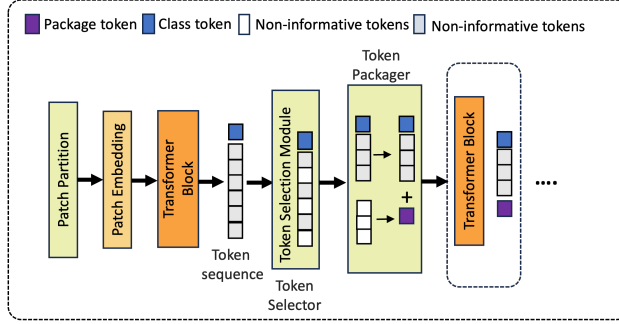 Package token Class token Non-informative tokens Non-informative tokens
Token
Packager
Patch Partition
Patch Embedding
Transformer
Block
Token
sequence
Token Selection Module
Token
Selector
+
Transformer Block
....